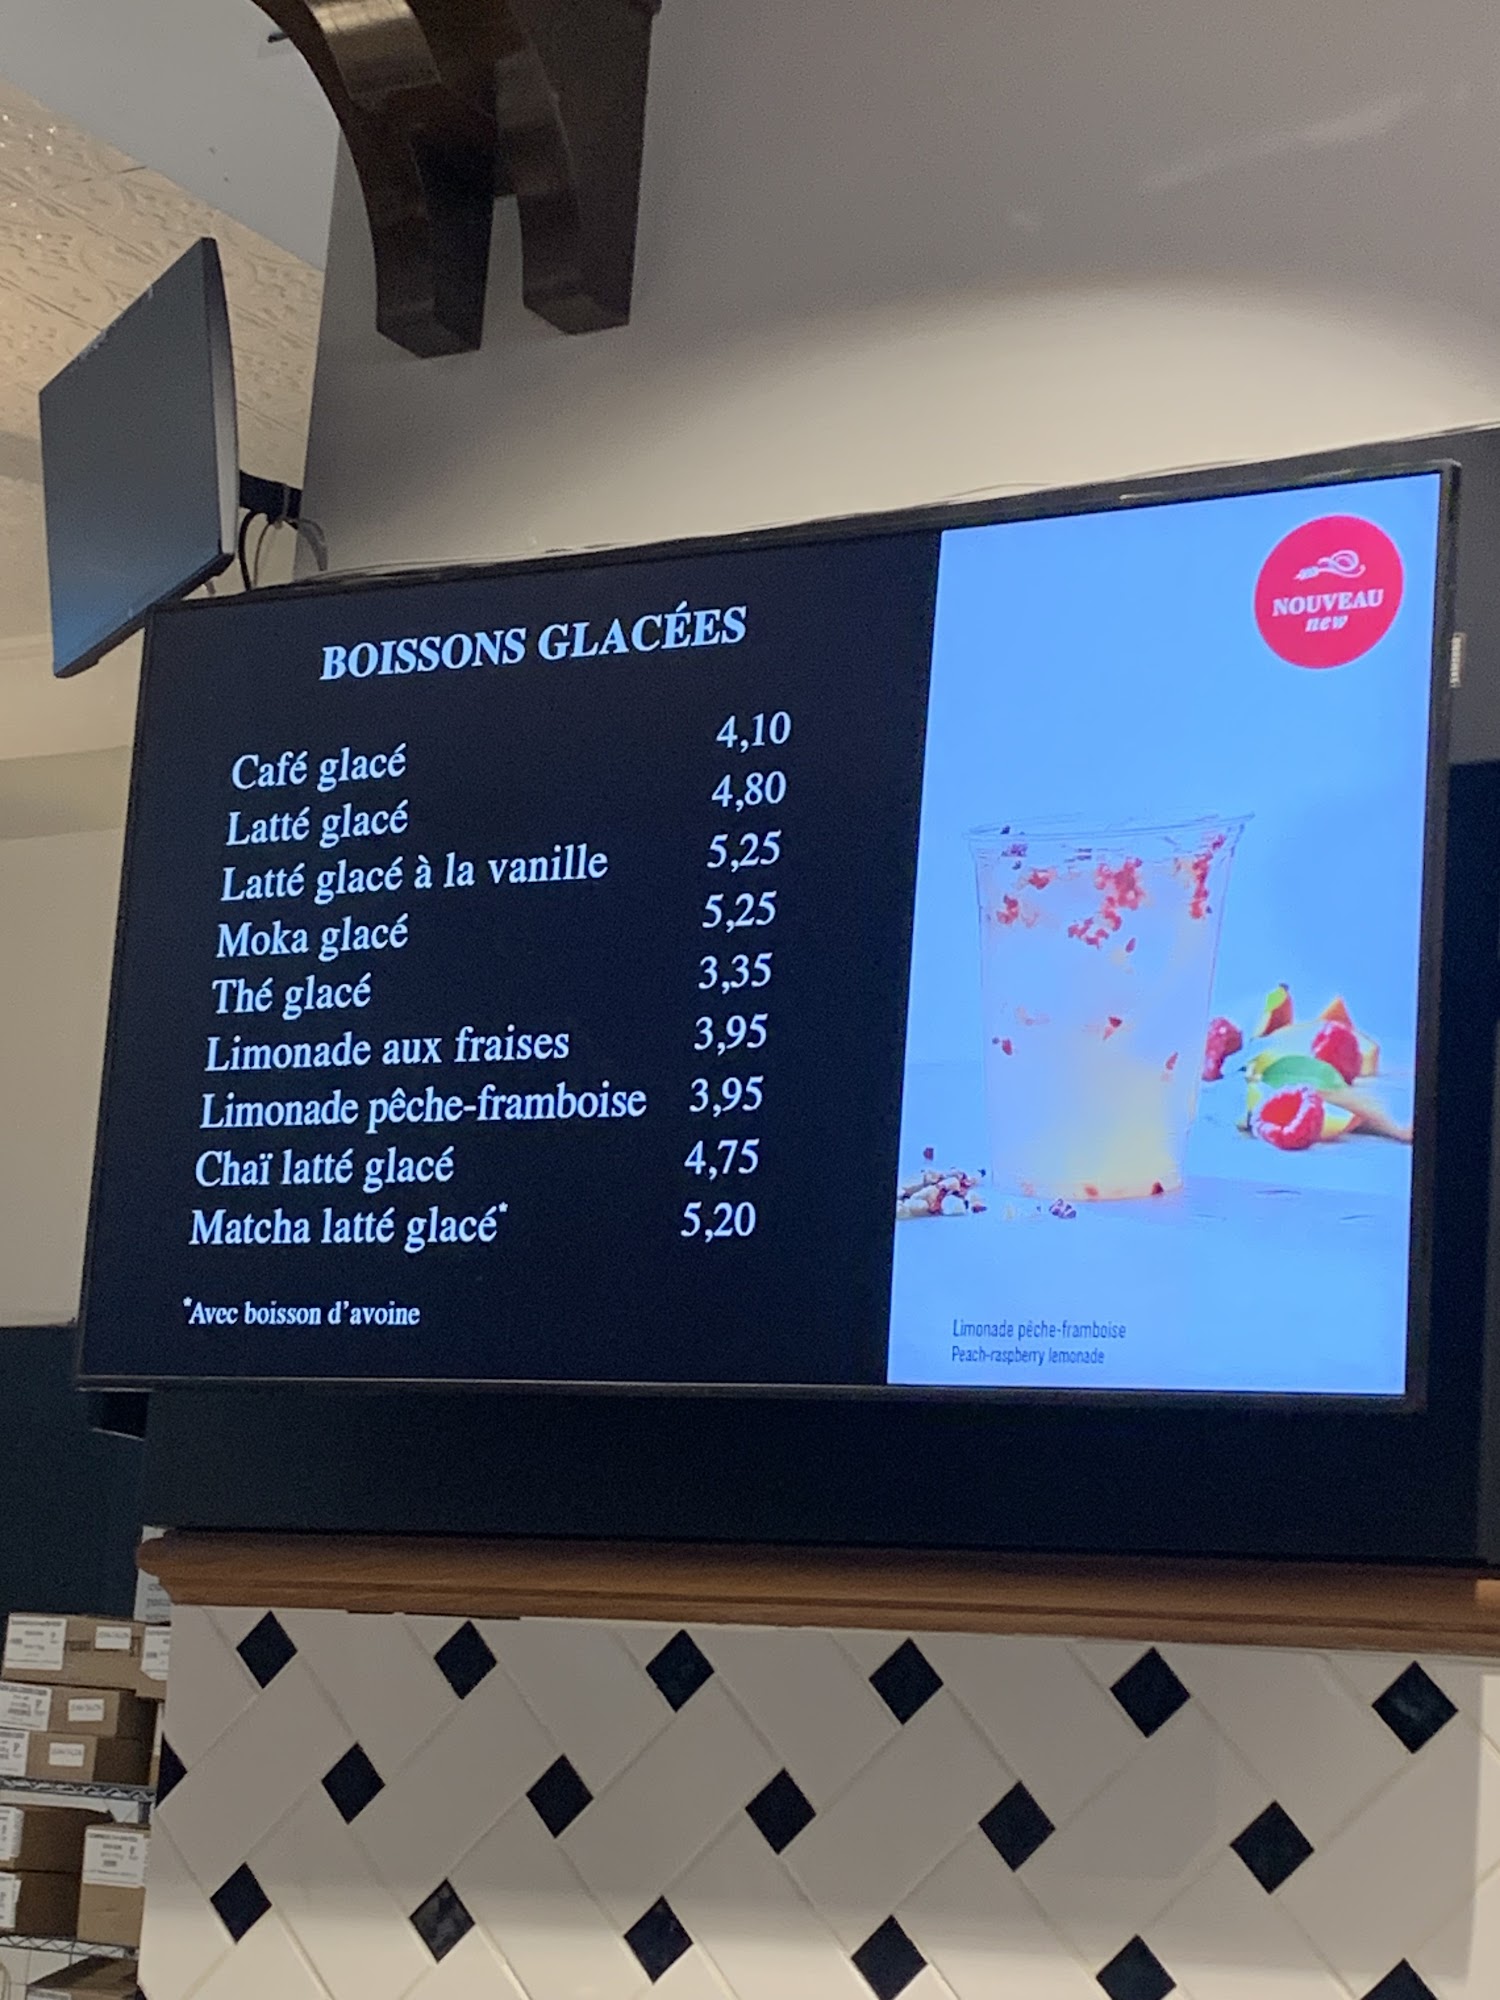 BOISSONS GLACÉES
Café glacé 4,10
Latté glacé 4,80
Latté glacé à la vanille 5,25
Moka glacé 5,25
Thé glacé 3,35
Limonade aux fraises 3,95
Limonade pêche-framboise 3,95
Chaï latté glacé 4,75
Matcha latté glacé* 5,20
*Avec boisson d'avoine
NOUVEAU
new
Limonade pêche-framboise
Peach-raspberry lemonade